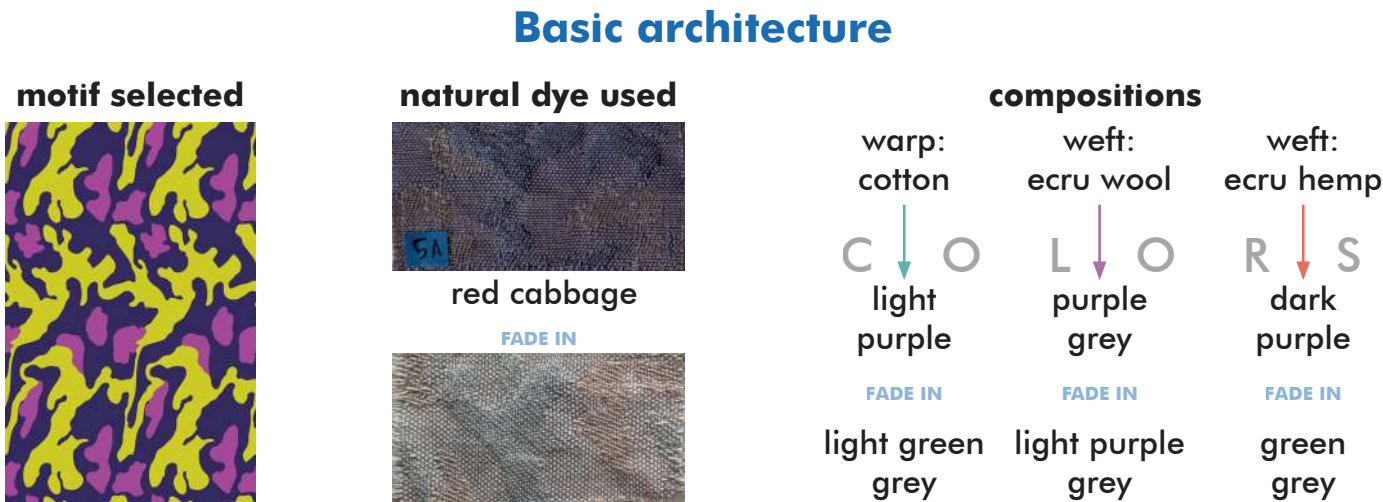 Basic architecture
motif selected
natural dye used
compositions
5A
red cabbage
FADE IN
warp:
cotton
weft:
ecru wool
weft:
ecru hemp
C O L O R S
light
purple
purple
grey
dark
purple
FADE IN
FADE IN
FADE IN
light green
grey
light purple
grey
green
grey